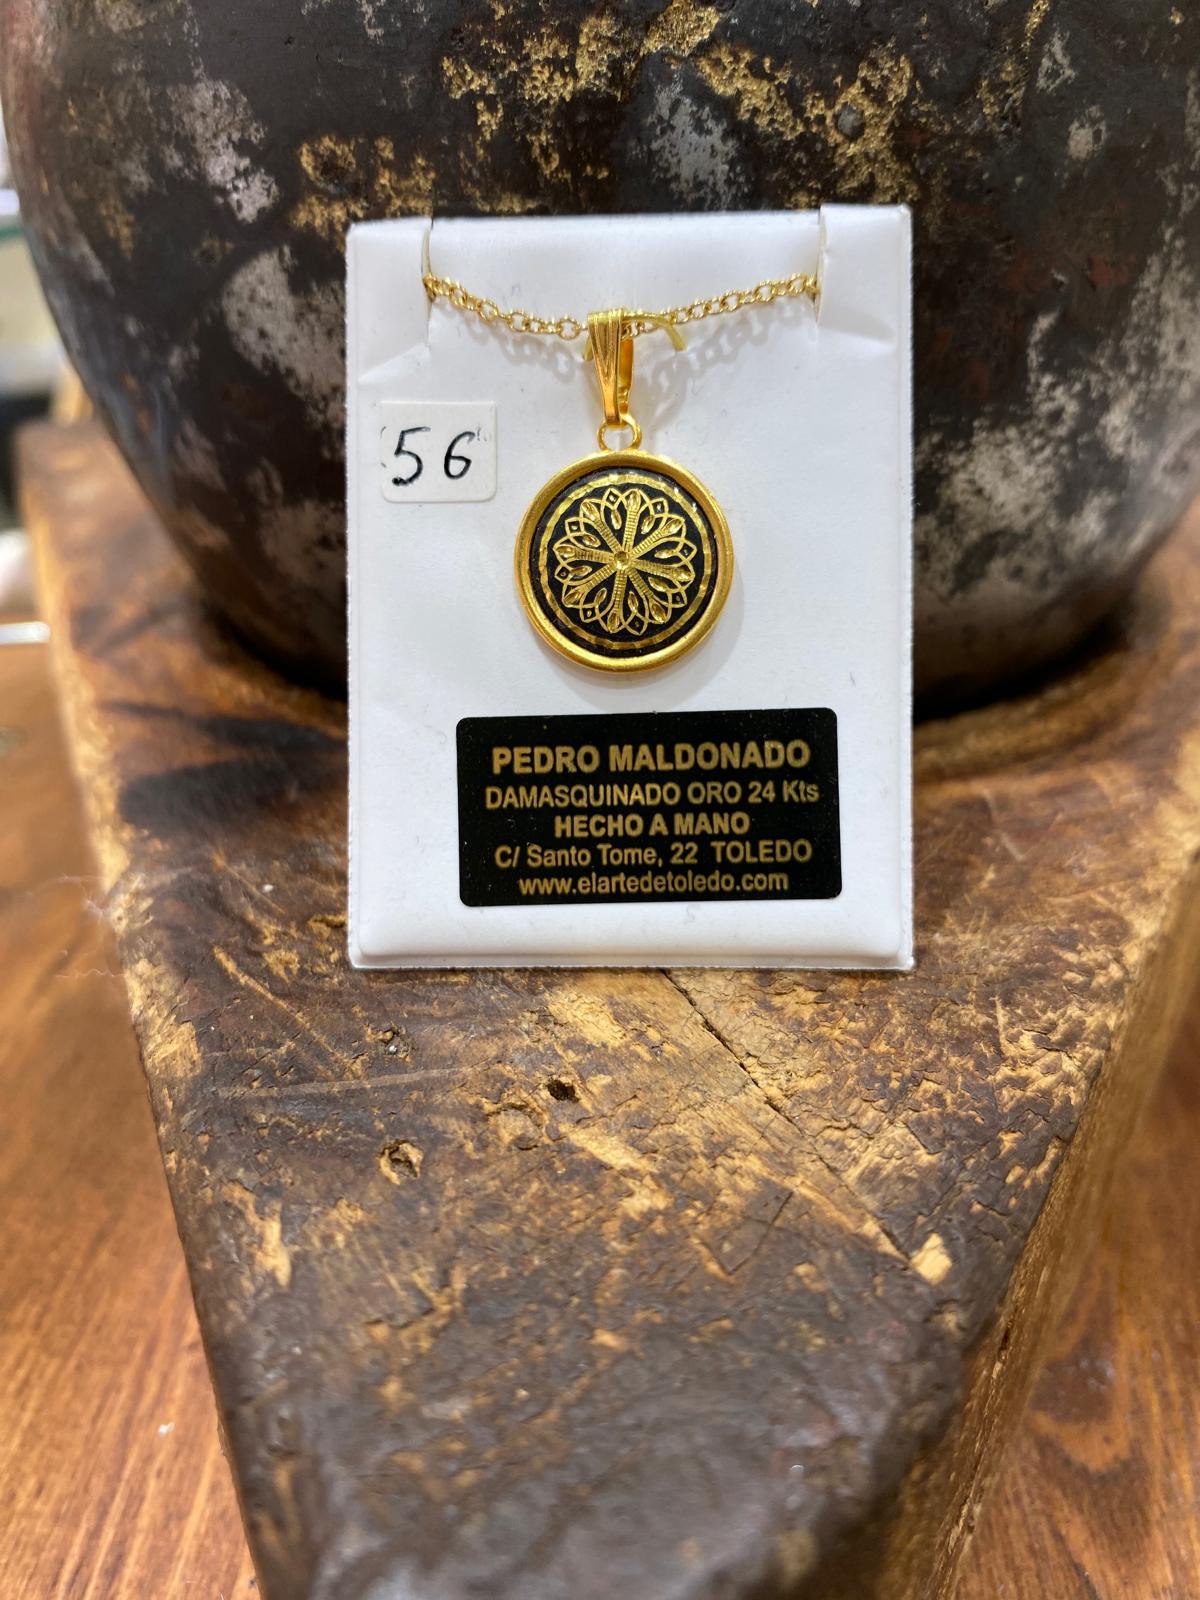 56
PEDRO MALDONADO
DAMASQUINADO ORO 24 Kts
HECHO A MANO
C/ Santo Tome, 22 TOLEDO
www.elartedetoledo.com